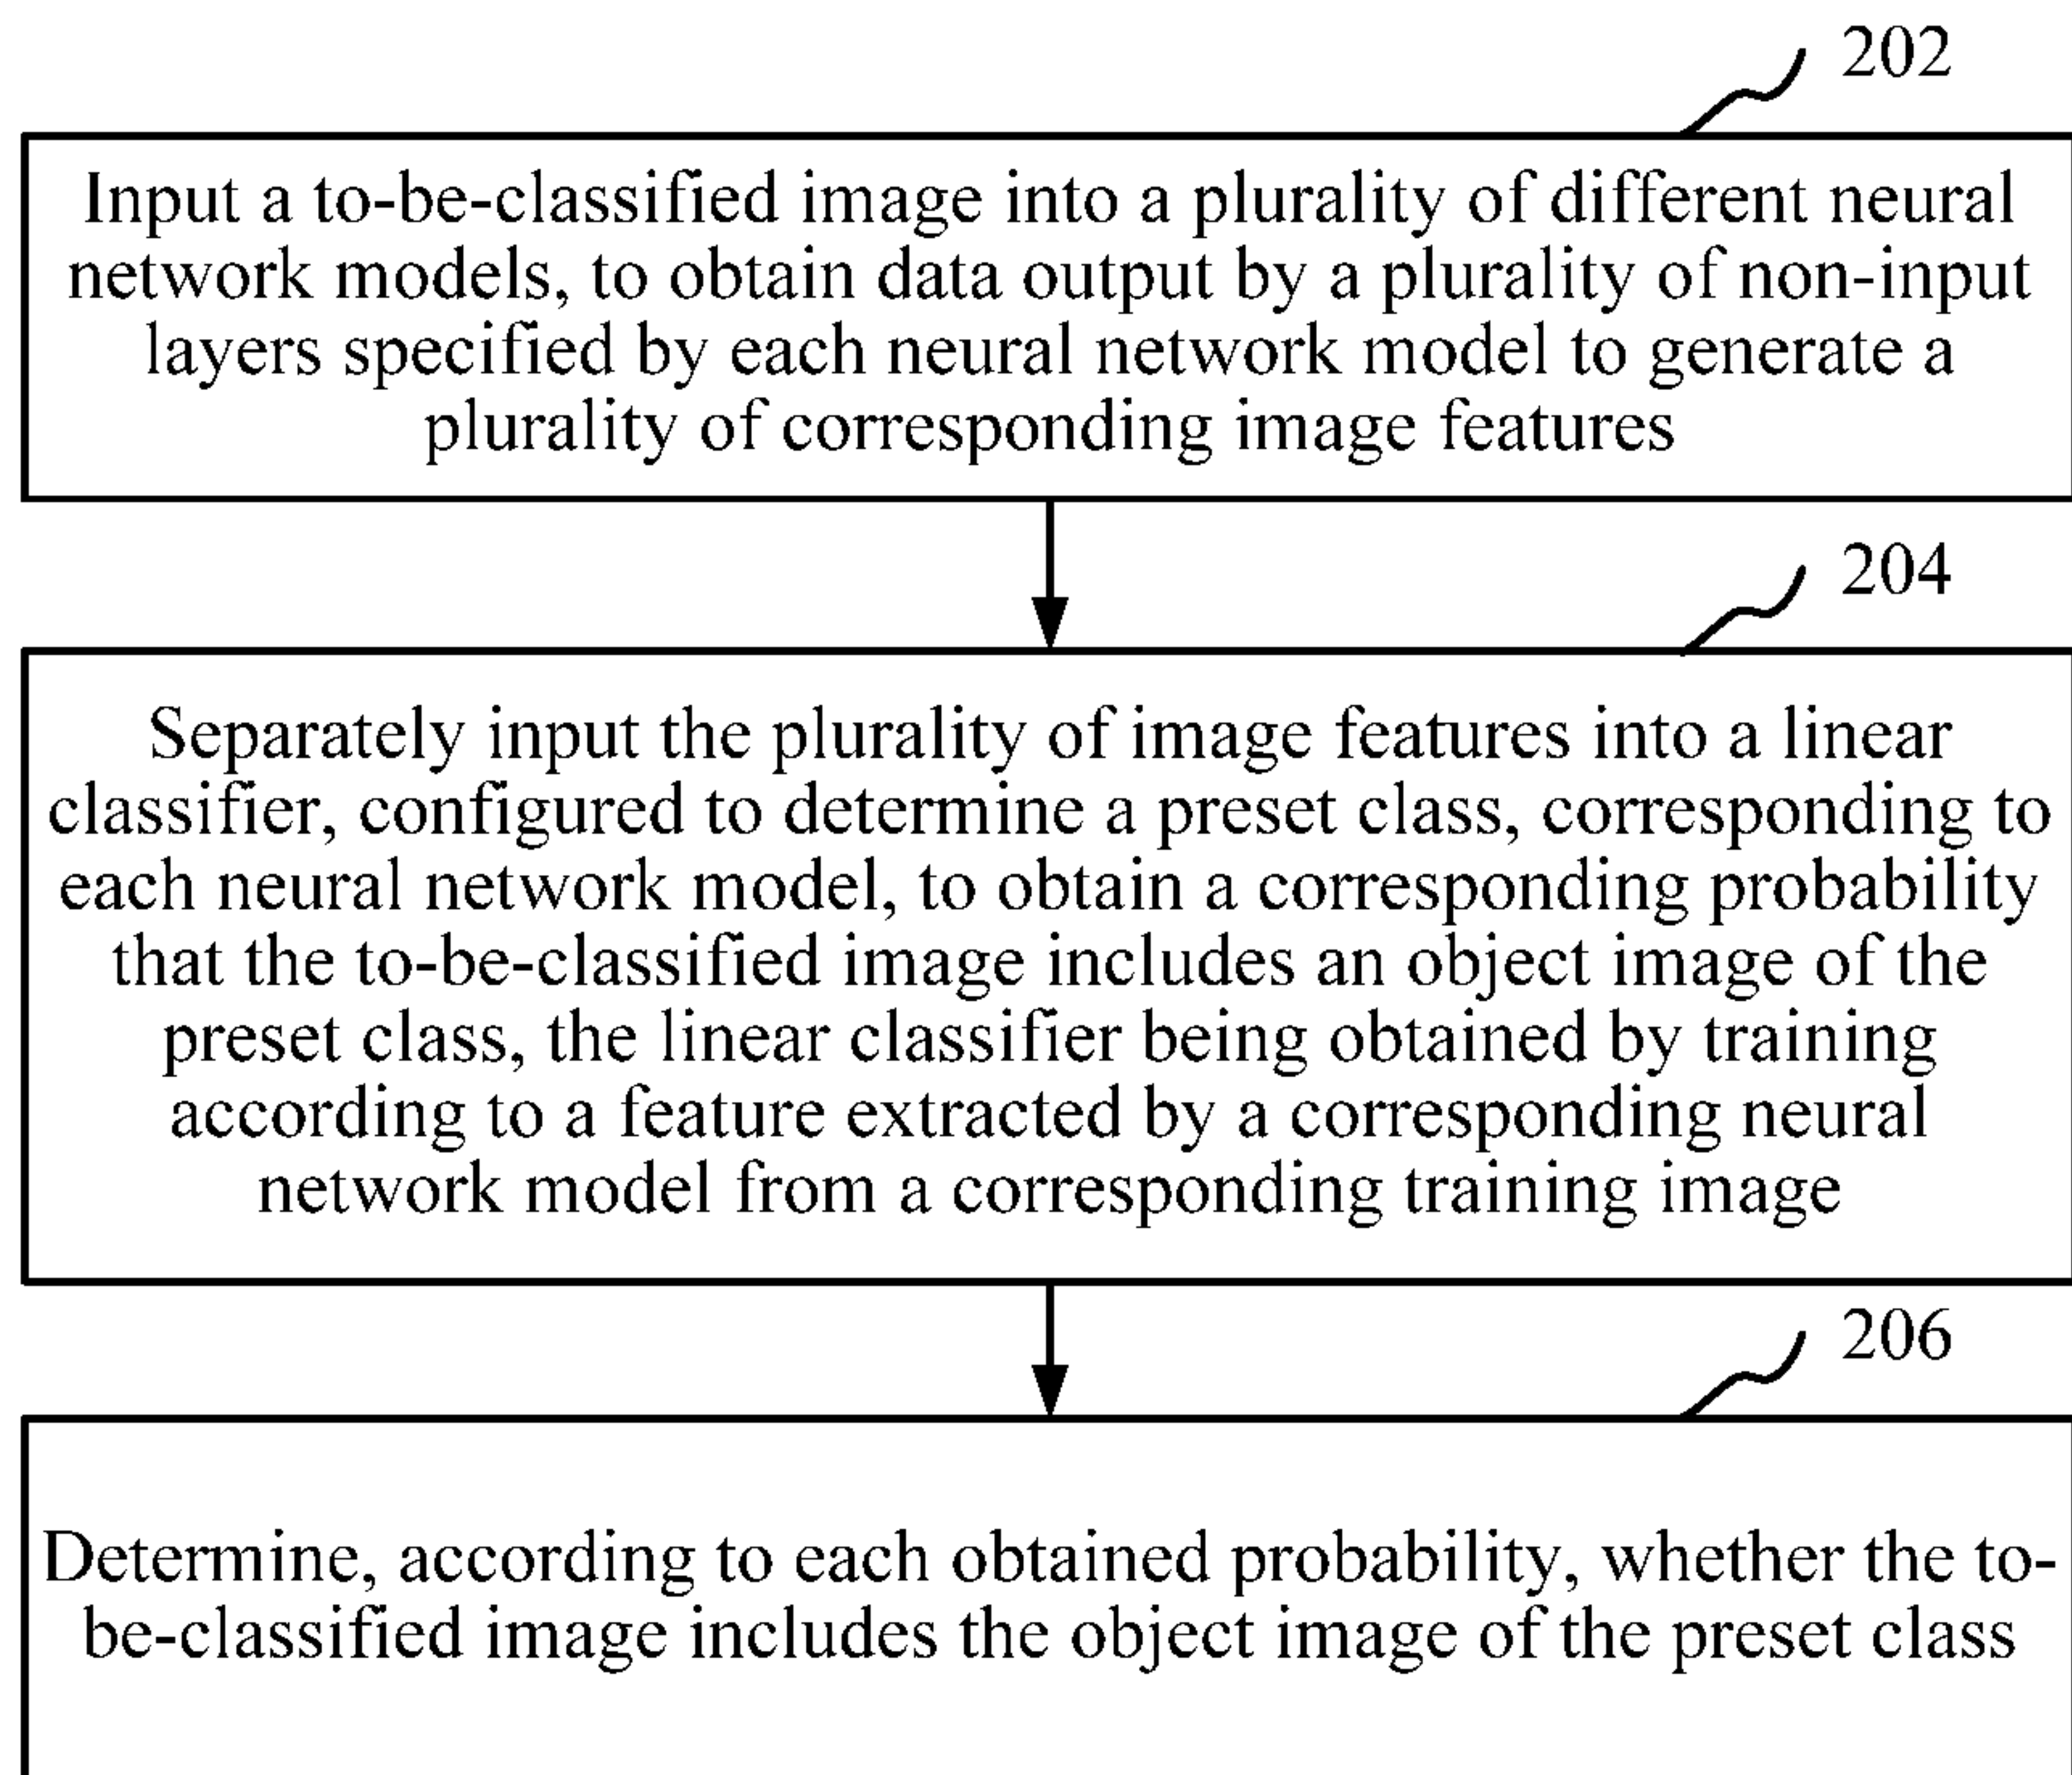 202
Input a to-be-classified image into a plurality of different neural
network models, to obtain data output by a plurality of non-input
layers specified by each neural network model to generate a
plurality of corresponding image features
204
Separately input the plurality of image features into a linear
classifier, configured to determine a preset class, corresponding to
each neural network model, to obtain a corresponding probability
that the to-be-classified image includes an object image of the
preset class, the linear classifier being obtained by training
according to a feature extracted by a corresponding neural
network model from a corresponding training image
206
Determine, according to each obtained probability, whether the to-
be-classified image includes the object image of the preset class